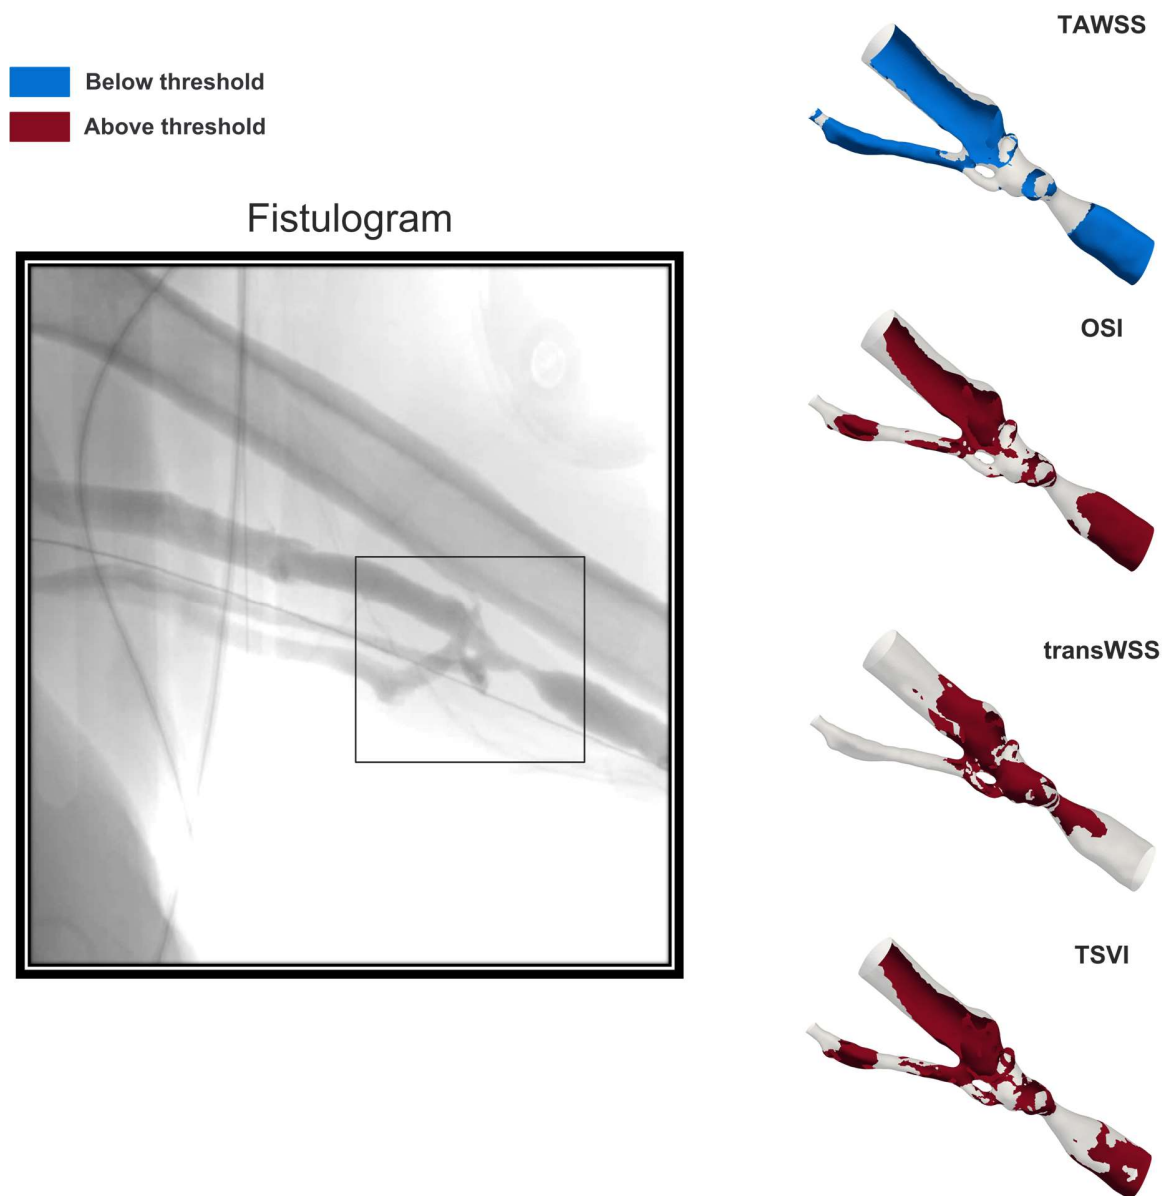 TAWSS
Below threshold
Above threshold
Fistulogram
OSI
transWSS
TSVI